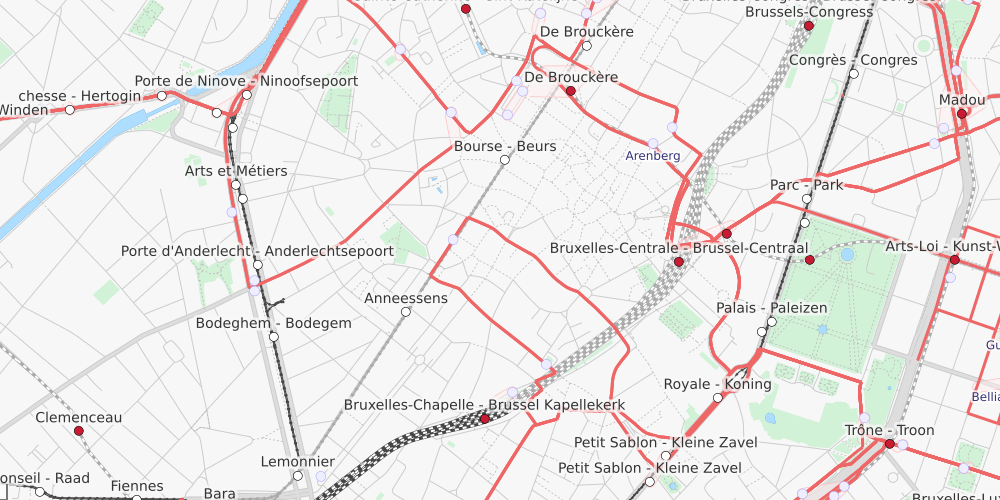 Brussels-Congress
De Brouckère
Congrès - Congres
De Brouckère
Porte de Ninove - Ninoofsepoort
chesse - Hertogin
Winden
Madou
Bourse - Beurs
Arenberg
Arts et Métiers
Parc - Park
Porte d'Anderlecht - Anderlechtsepoort
Bruxelles-Centrale - Brussel-Centraal
Arts-Loi - Kunst-W
Anneessens
Palais - Paleizen
Bodeghem - Bodegem
Gu
Royale - Koning
Bellia
Bruxelles-Chapelle - Brussel Kapellekerk
Clemenceau
Trône - Troon
Petit Sablon - Kleine Zavel
Lemonnier
Petit Sablon - Kleine Zavel
onseil - Raad
Fiennes
Bara
Bruxelles-Lu